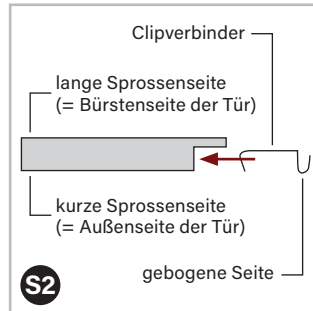 Clipverbinder
lange Sprossenseite
(= Bürstenseite der Tür)
kurze Sprossenseite
(= Außenseite der Tür)
gebogene Seite
S2